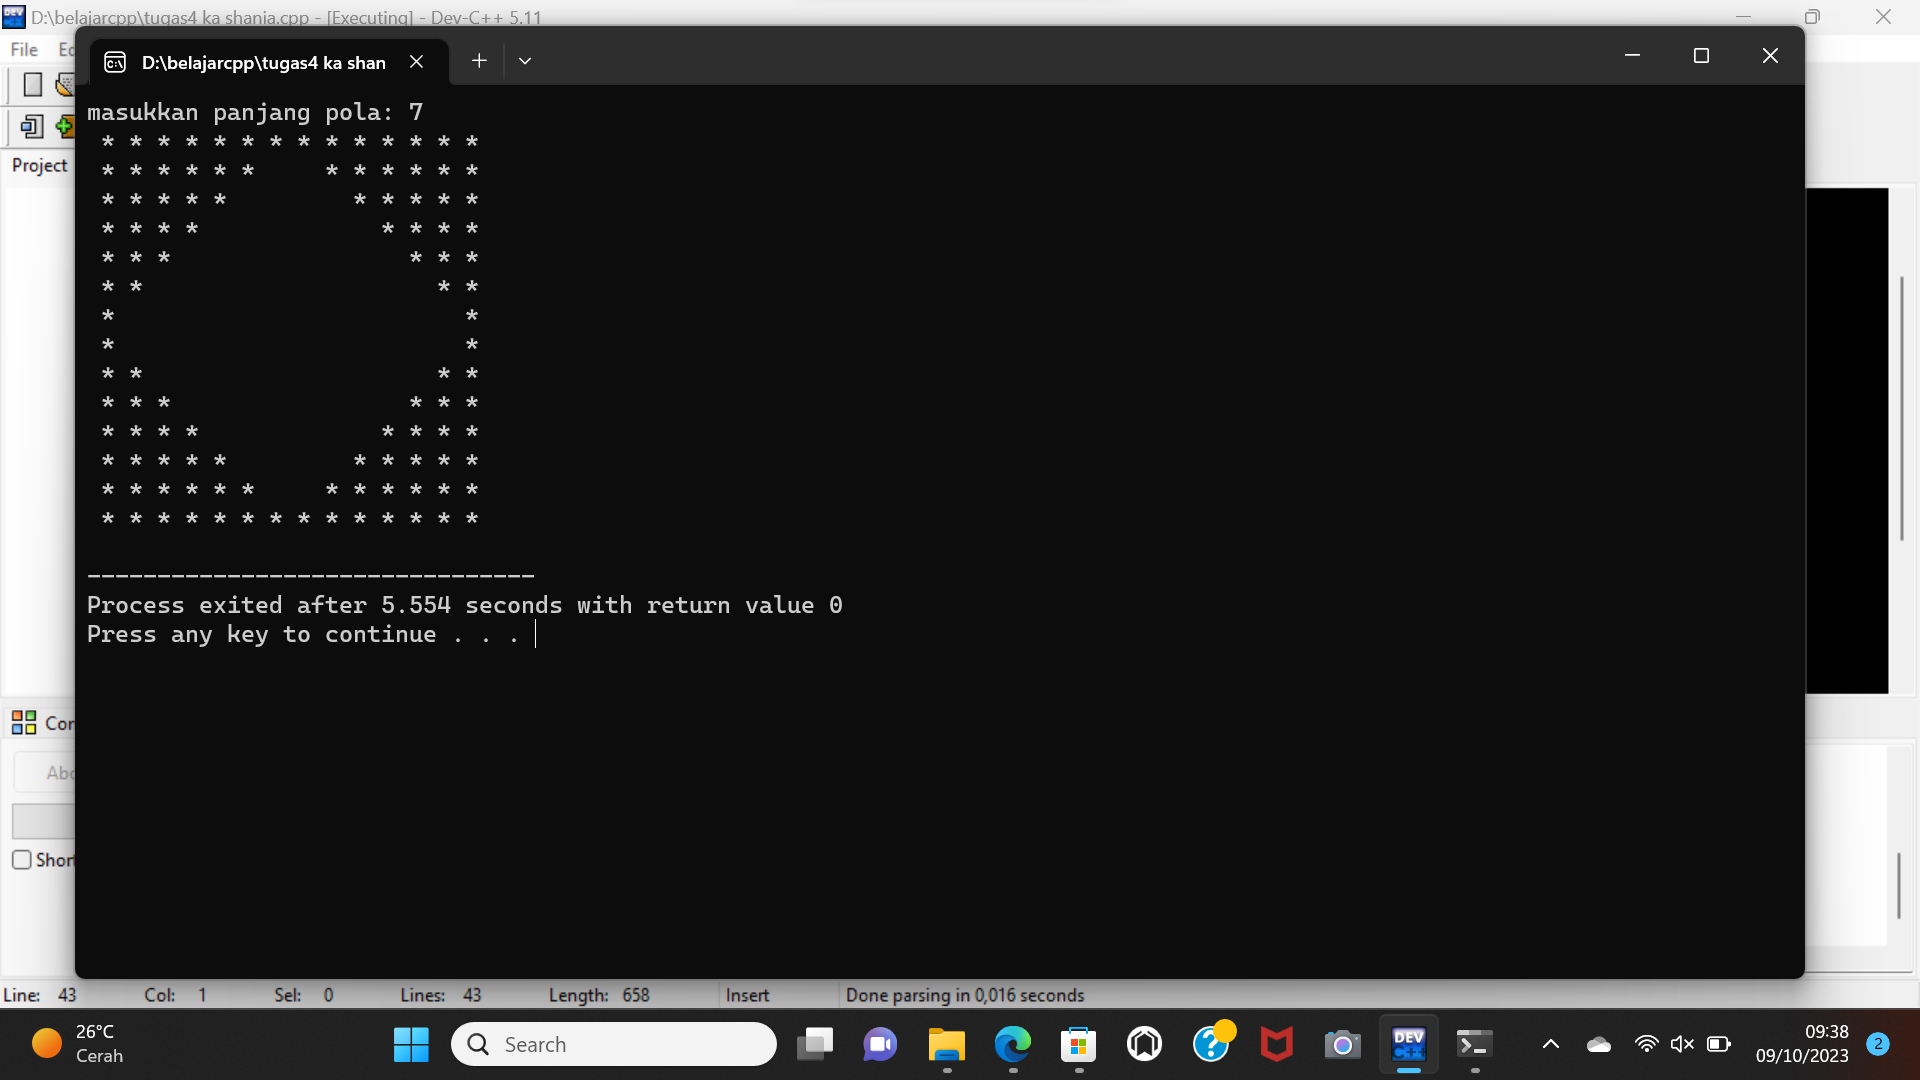 D:\belajarcpp\tugas4 ka shania.cpp - [Executing] - Dev-C++ 5.11
File
D:\belajarcpp\tugas4 ka shan
Project
masukkan panjang pola: 7
* * * * * * * * * * * * * *
* * * * * *     * * * * * *
* * * * *         * * * * *
* * * *             * * * *
* * *                 * * *
* *                     * *
*                         *
*                         *
* *                     * *
* * *                 * * *
* * * *             * * * *
* * * * *         * * * * *
* * * * * *     * * * * * *
* * * * * * * * * * * * * *
--------------------------------
Process exited after 5.554 seconds with return value 0
Press any key to continue . . .
Line: 43 Col: 1 Sel: 0 Lines: 43 Length: 658 Insert Done parsing in 0,016 seconds
26°C
Cerah
Search
DEV C++
09:38
09/10/2023
2